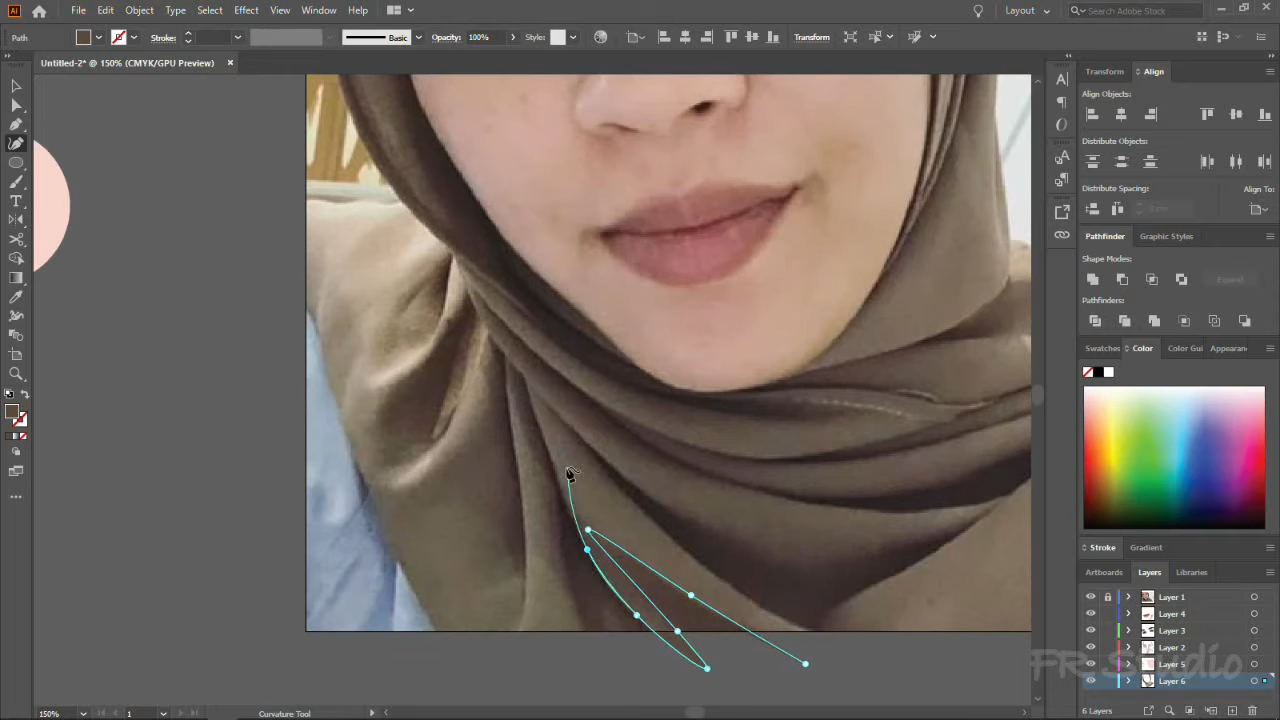 Ai File Edit Object Type Select Effect View Window Help Layout Search Adobe Stock
Path Stroke: Basic Opacity: 100% Style: Transform
Untitled-2* @ 150% (CMYK/GPU Preview)
Transform Align
Align Objects:
Distribute Objects:
Distribute Spacing: Align To:
Pathfinder Graphic Styles
Shape Modes:
Expand
Pathfinders:
Swatches Color Color Gui Appearan
Stroke Gradient
Artboards Layers Libraries
Layer 1
Layer 4
Layer 3
Layer 2
Layer 5
Layer 6
FR Studio
6 Layers
150% 1 Curvature Tool